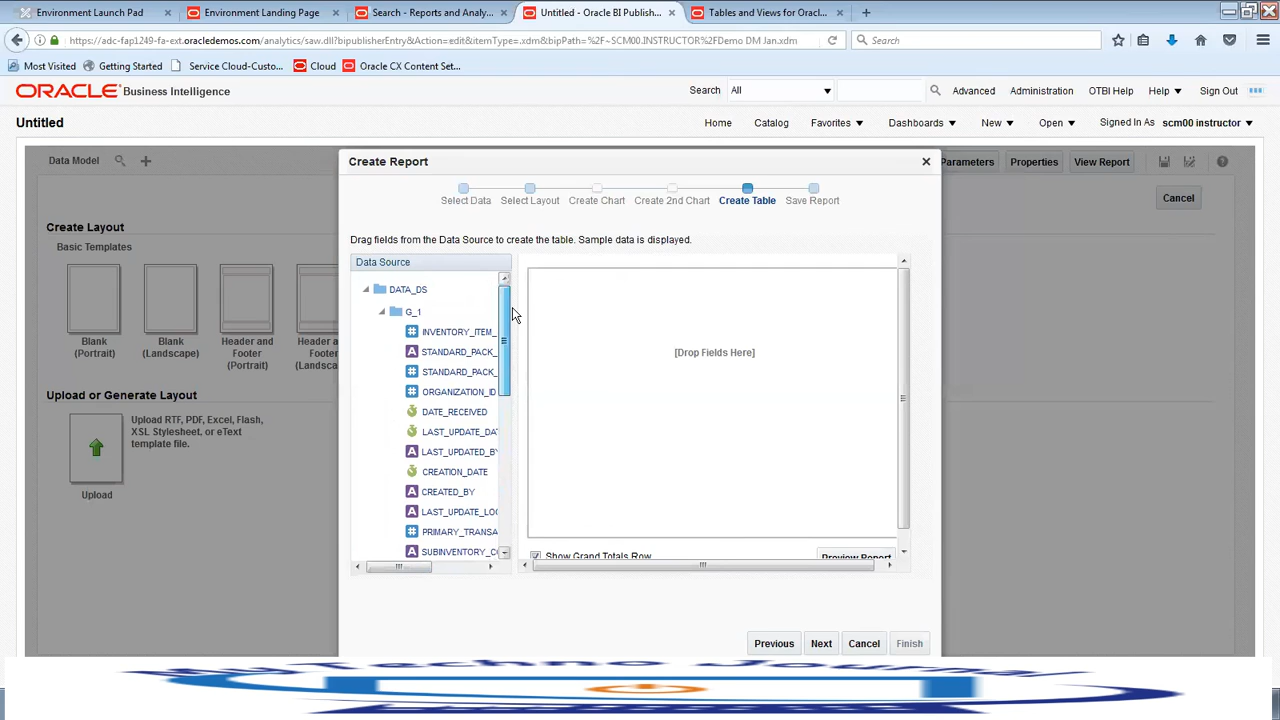 Environment Launch Pad × Environment Landing Page × Search - Reports and Analy... × Untitled - Oracle BI Publish... × Tables and Views for Oracl... × +
https://adc-fap1249-fa-ext.oracledemos.com/analytics/saw.dll?bipublisherEntry&Action=edit&itemType=.xdm&bipPath=%2F~SCM00.INSTRUCTOR%2FDemo DM Jan.xdm Search
Most Visited Getting Started Service Cloud-Custo... Cloud Oracle CX Content Set...
ORACLE Business Intelligence Search All Advanced Administration OTBI Help Help Sign Out
Untitled Home Catalog Favorites Dashboards New Open Signed In As scm00 instructor
Data Model Parameters Properties View Report
Create Report
Cancel
Select Data Select Layout Create Chart Create 2nd Chart Create Table Save Report
Create Layout
Basic Templates
Drag fields from the Data Source to create the table. Sample data is displayed.
Data Source
DATA_DS
G_1
INVENTORY_ITEM_
STANDARD_PACK_
STANDARD_PACK_
ORGANIZATION_ID
DATE_RECEIVED
LAST_UPDATE_DA
LAST_UPDATED_BY
CREATION_DATE
CREATED_BY
LAST_UPDATE_LOG
PRIMARY_TRANSA
SUBINVENTORY_CO
[Drop Fields Here]
Show Grand Totals Row Preview Report
Blank (Portrait)
Blank (Landscape)
Header and Footer (Portrait)
Header a Footer (Landsca
Upload or Generate Layout
Upload RTF, PDF, Excel, Flash,
XSL Stylesheet, or eText
template file.
Upload
Previous Next Cancel Finish